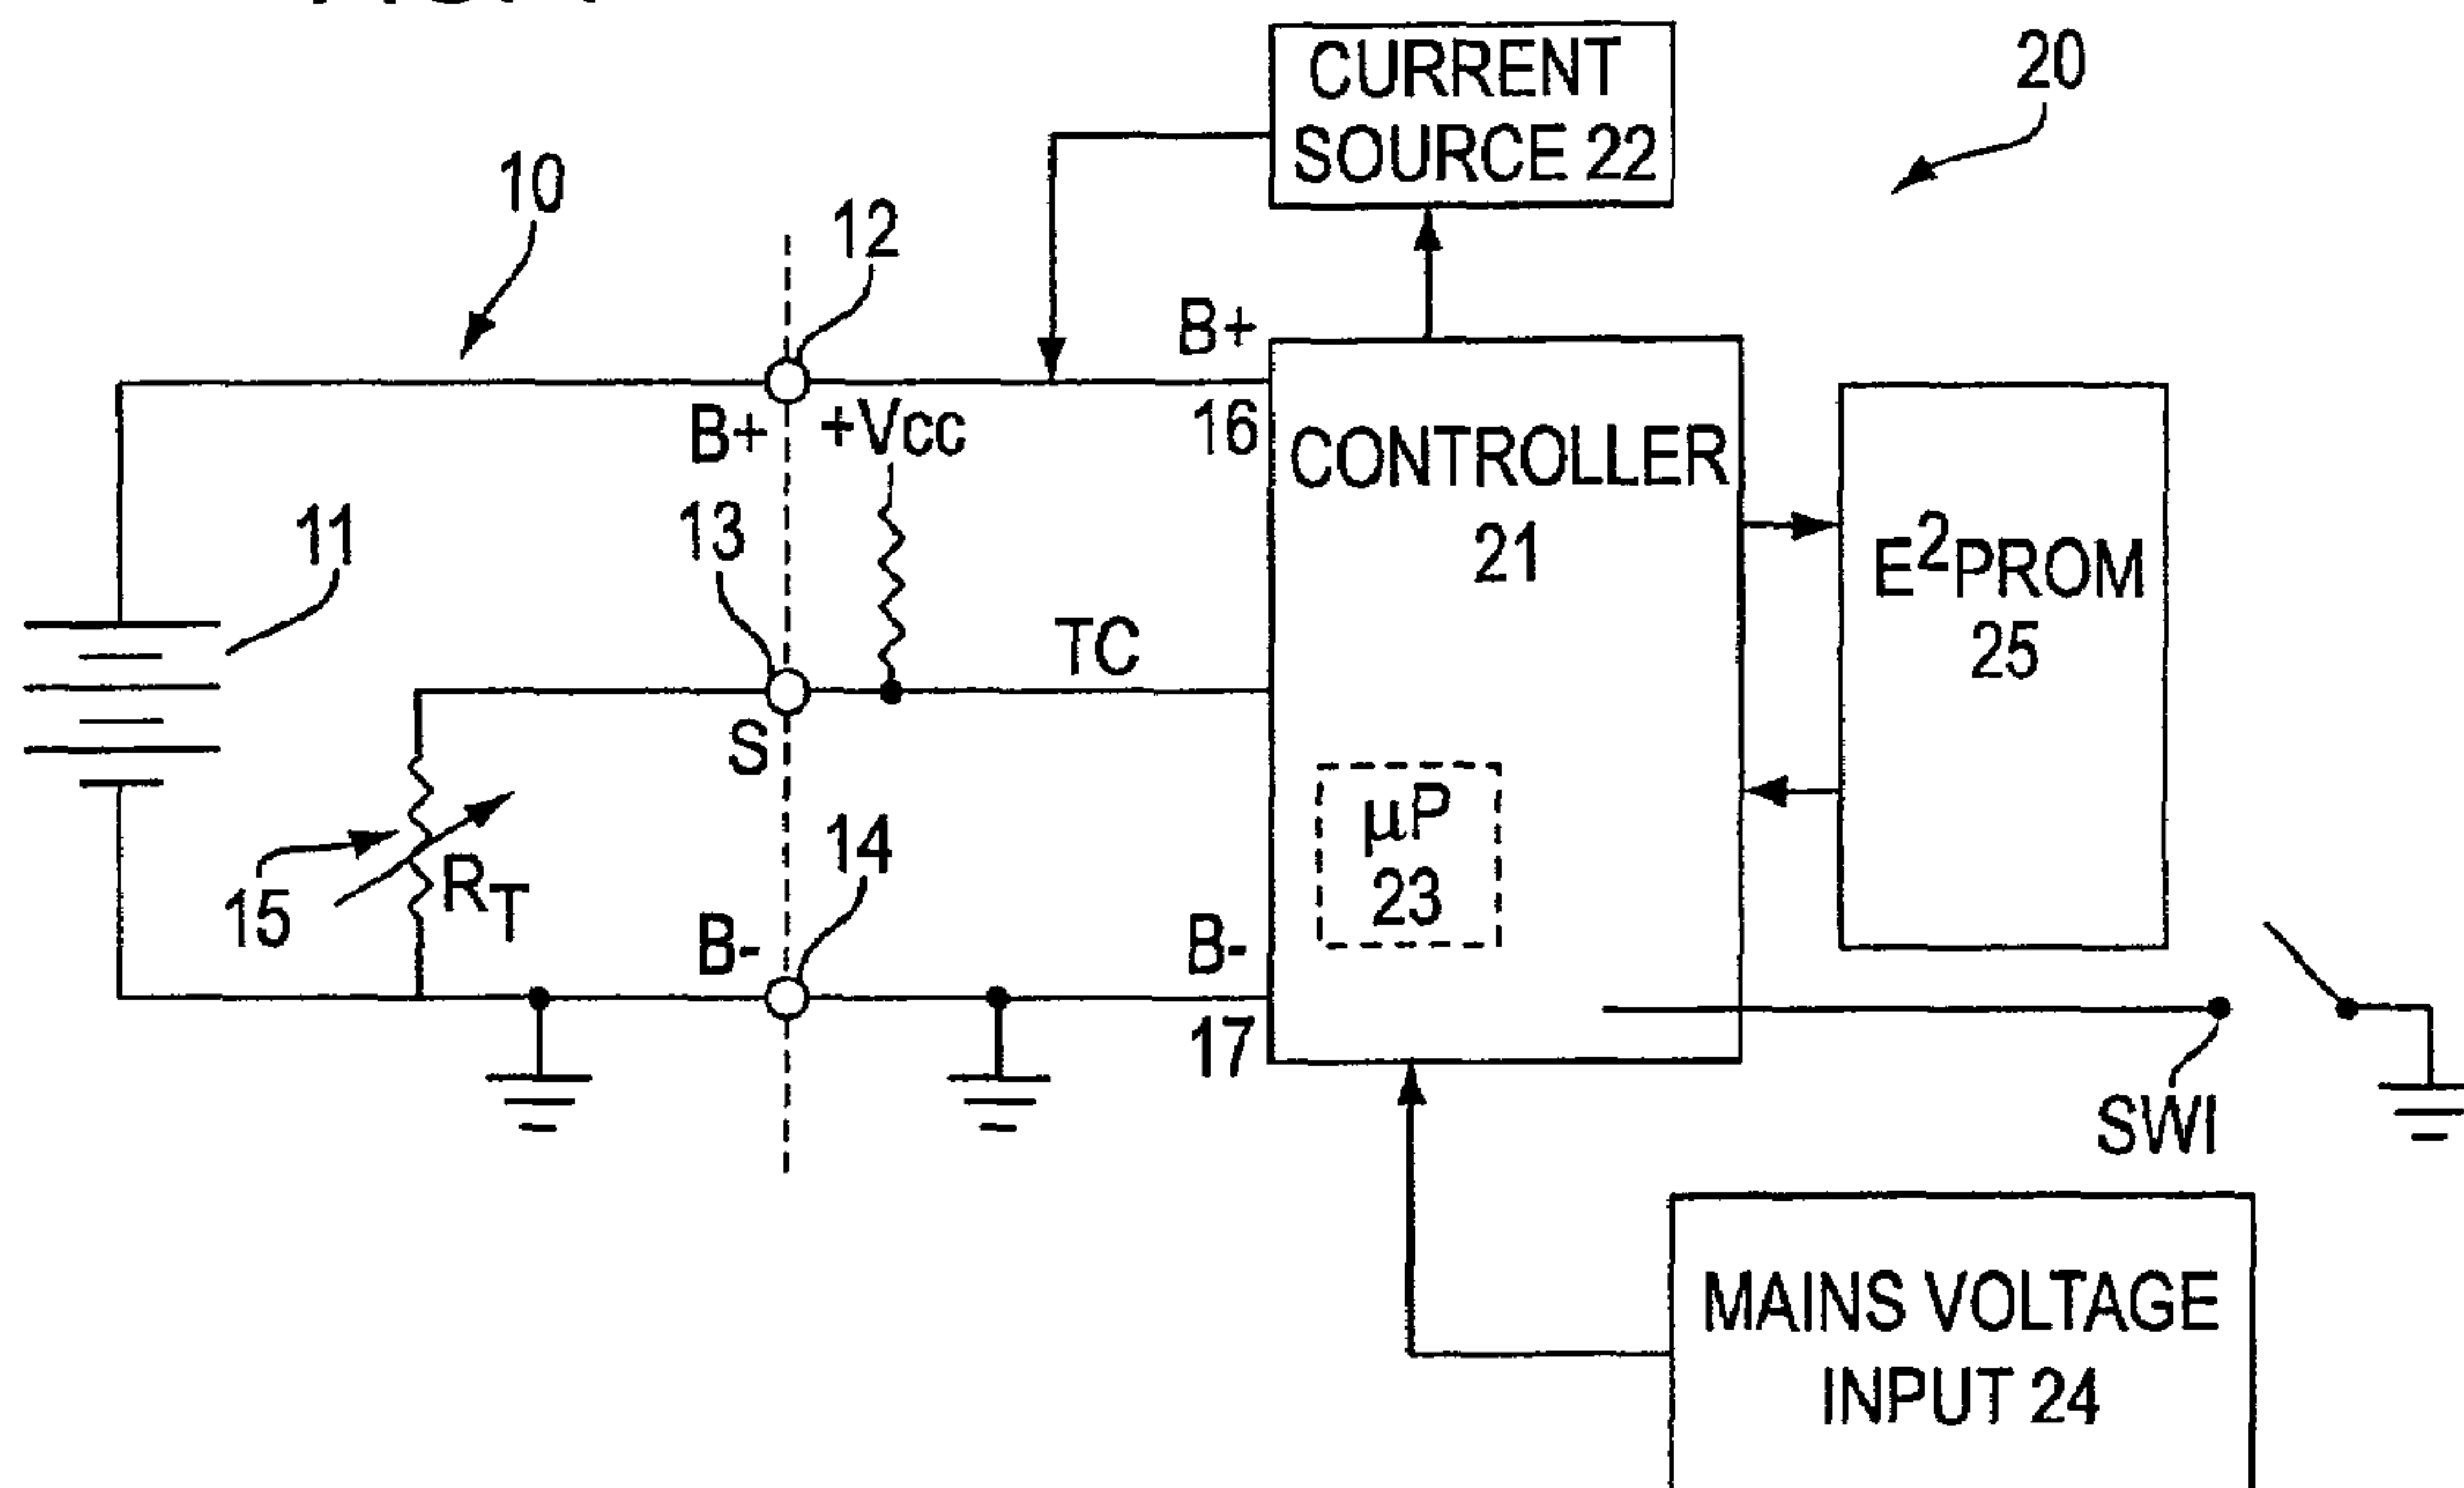 CURRENT
SOURCE 22
20
10
12
B+
B+
+Vcc
16
CONTROLLER
21
E2PROM
25
11
13
TC
S
µP
23
14
15
RT
B-
B-
17
SWI
MAINS VOLTAGE
INPUT 24